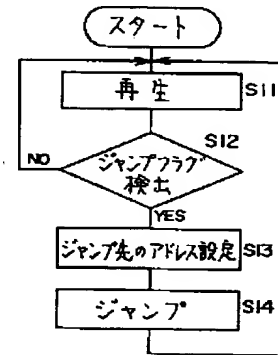 スタート
再生
S11
S12
ジャンプフラグ
検出
NO
YES
ジャンプ先のアドレス設定
S13
ジャンプ
S14